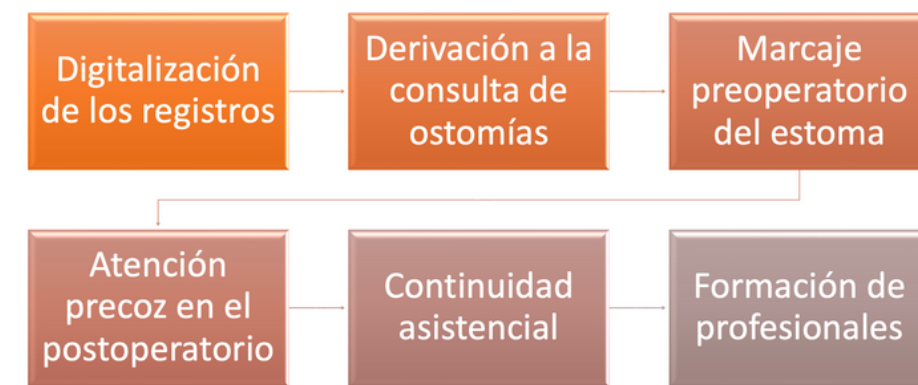 Digitalización
de los registros
Derivación a la
consulta de
ostomías
Marcaje
preoperatorio
del estoma
Atención
precoz en el
postoperatorio
Continuidad
asistencial
Formación de
profesionales